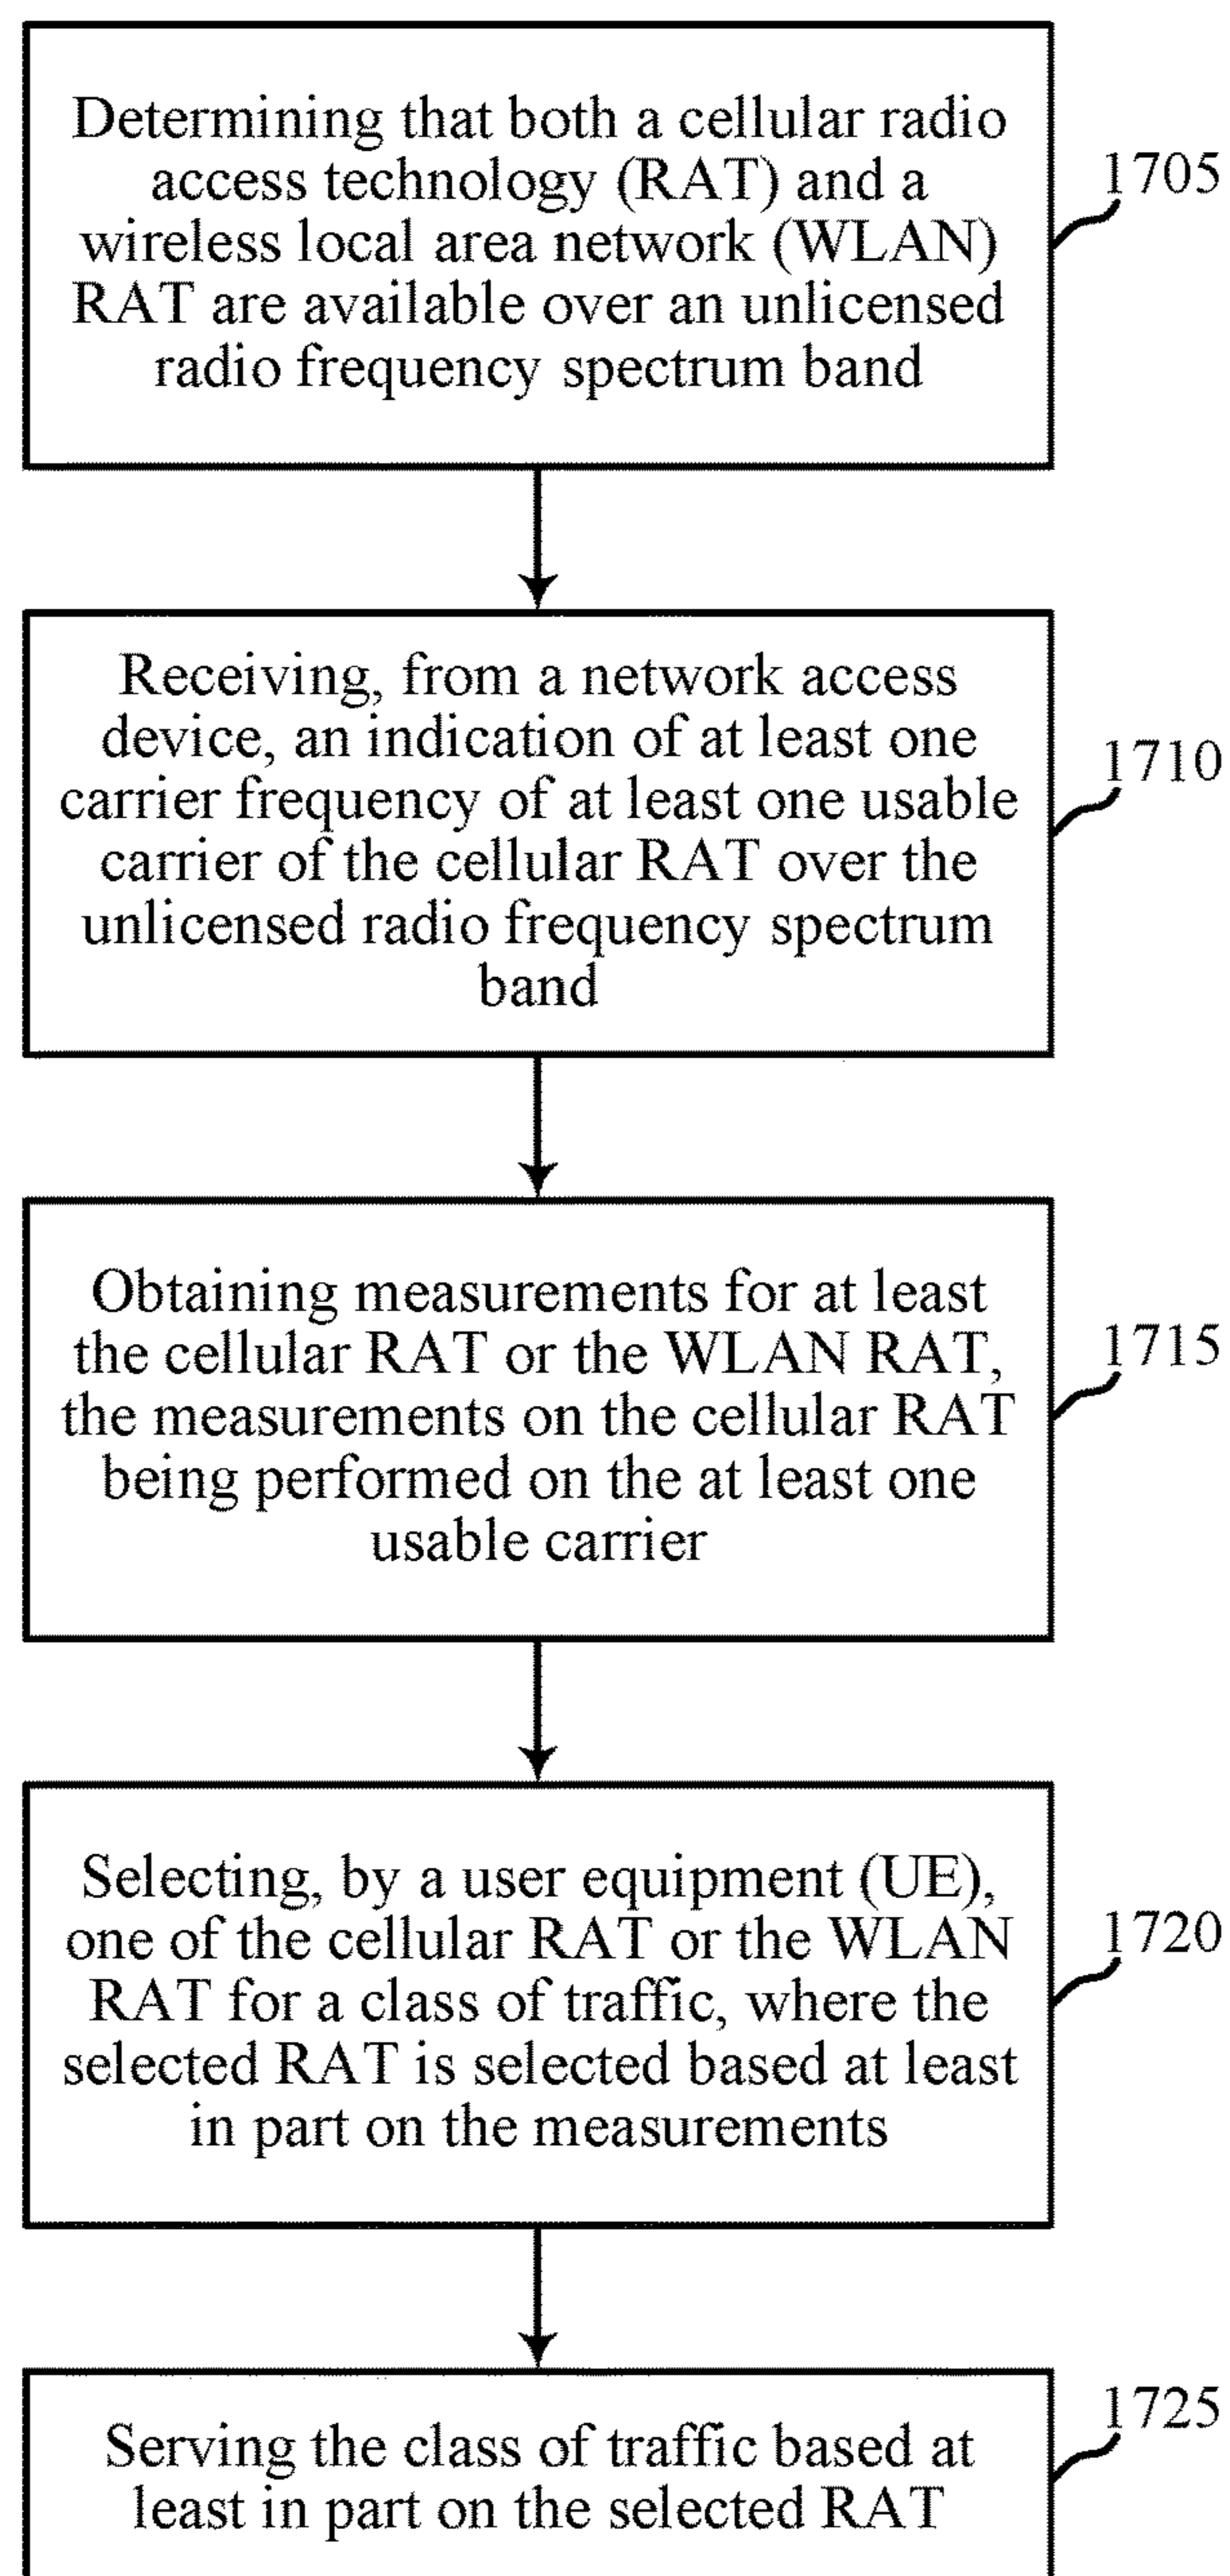 Determining that both a cellular radio
access technology (RAT) and a
wireless local area network (WLAN)
RAT are available over an unlicensed
radio frequency spectrum band
1705
Receiving, from a network access
device, an indication of at least one
carrier frequency of at least one usable
carrier of the cellular RAT over the
unlicensed radio frequency spectrum
band
1710
Obtaining measurements for at least
the cellular RAT or the WLAN RAT,
the measurements on the cellular RAT
being performed on the at least one
usable carrier
1715
Selecting, by a user equipment (UE),
one of the cellular RAT or the WLAN
RAT for a class of traffic, where the
selected RAT is selected based at least
in part on the measurements
1720
Serving the class of traffic based at
least in part on the selected RAT
1725